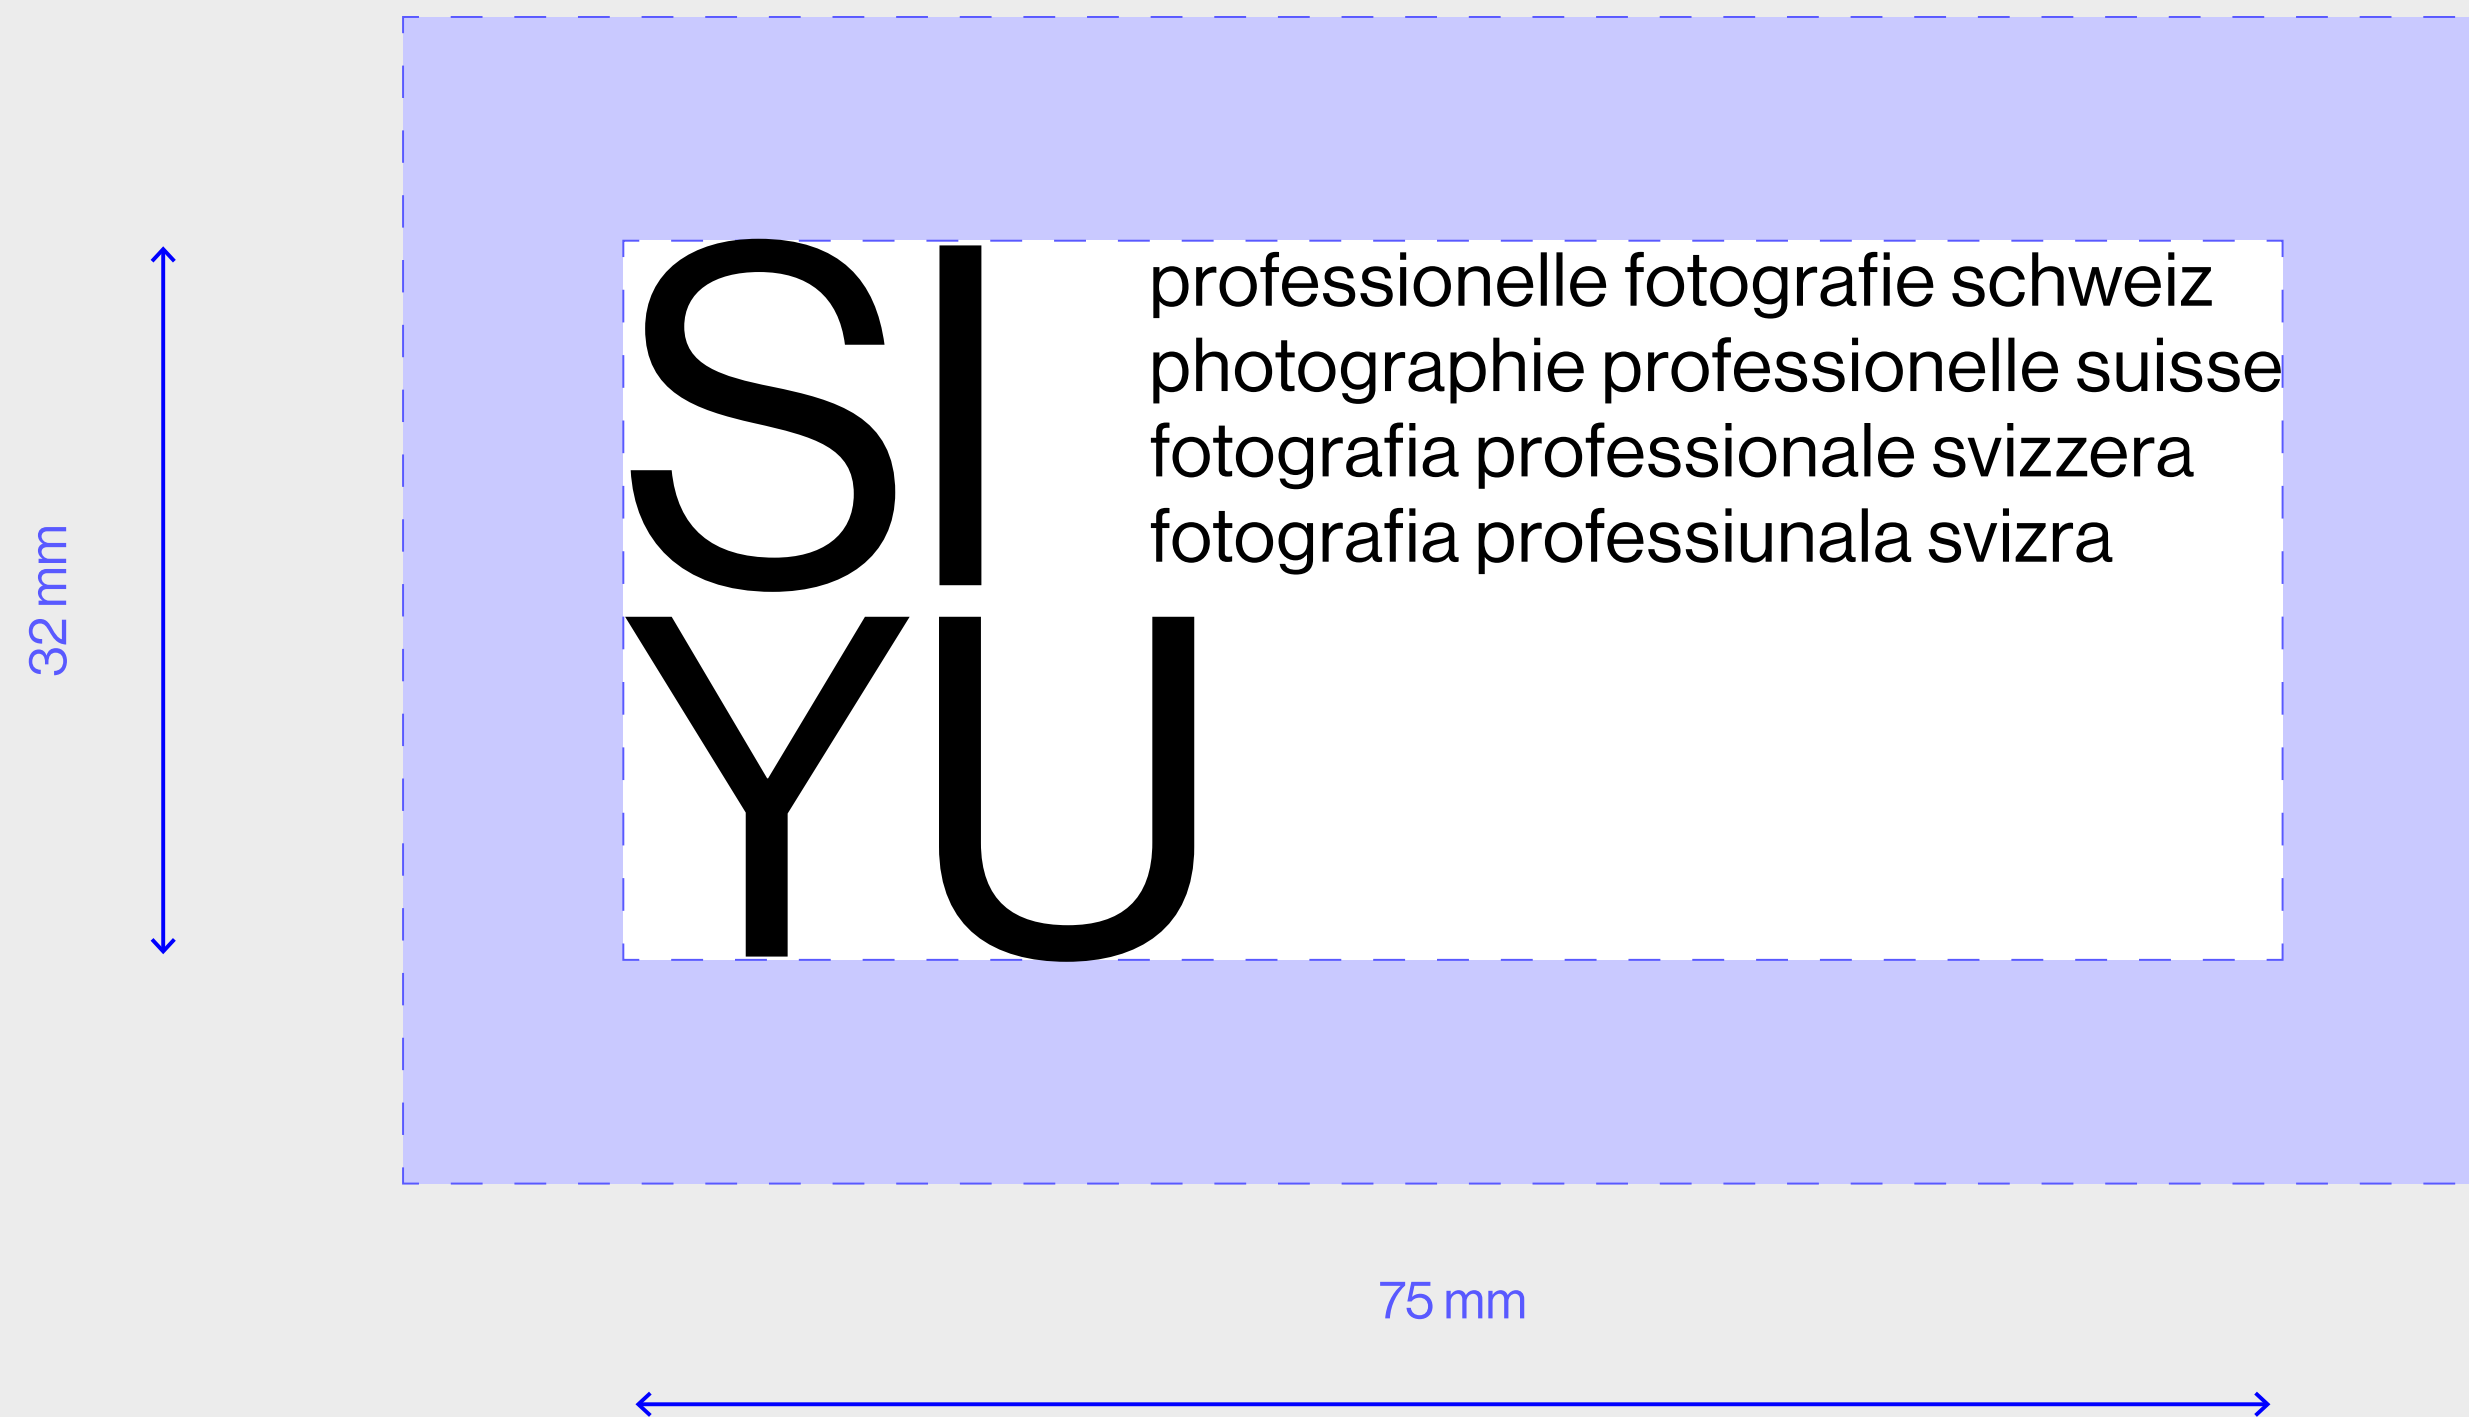 SI
YU
professionelle fotografie schweiz
photographie professionelle suisse
fotografia professionale svizzera
fotografia professiunala svizra
32 mm
75 mm